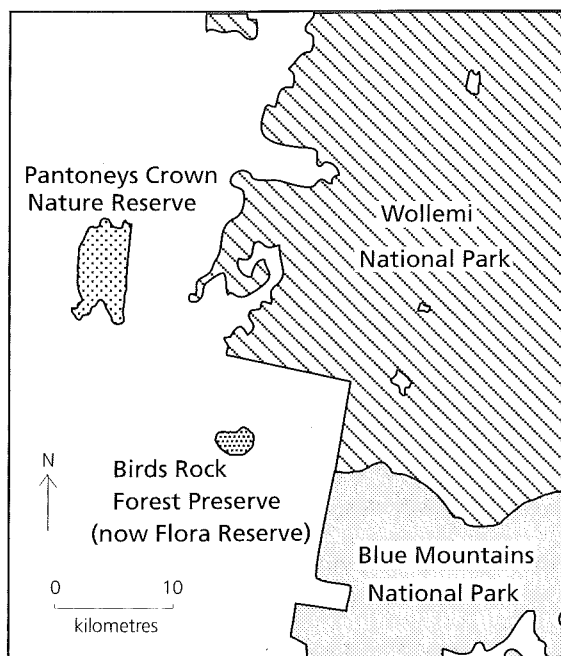 Pantoneys Crown
Nature Reserve
Wollemi
National Park
Birds Rock
Forest Preserve
(now Flora Reserve)
N
Blue Mountains
National Park
0 10
kilometres